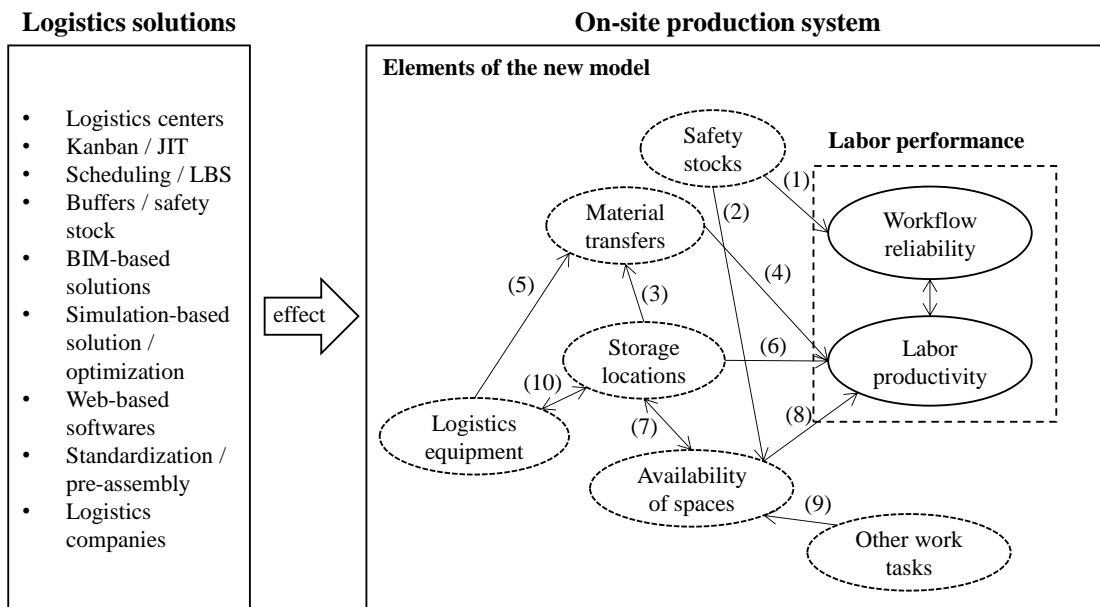 Logistics solutions
On-site production system
Elements of the new model
• Logistics centers
• Kanban / JIT
• Scheduling / LBS
• Buffers / safety
stock
• BIM-based
solutions
• Simulation-based
solution /
optimization
• Web-based
softwares
• Standardization /
pre-assembly
• Logistics
companies
effect
Safety
stocks
Labor performance
(1)
(2)
Material
transfers
Workflow
reliability
(5)
(4)
(3)
Storage
locations
(6)
Labor
productivity
(10)
(7)
(8)
Logistics
equipment
Availability
of spaces
(9)
Other work
tasks